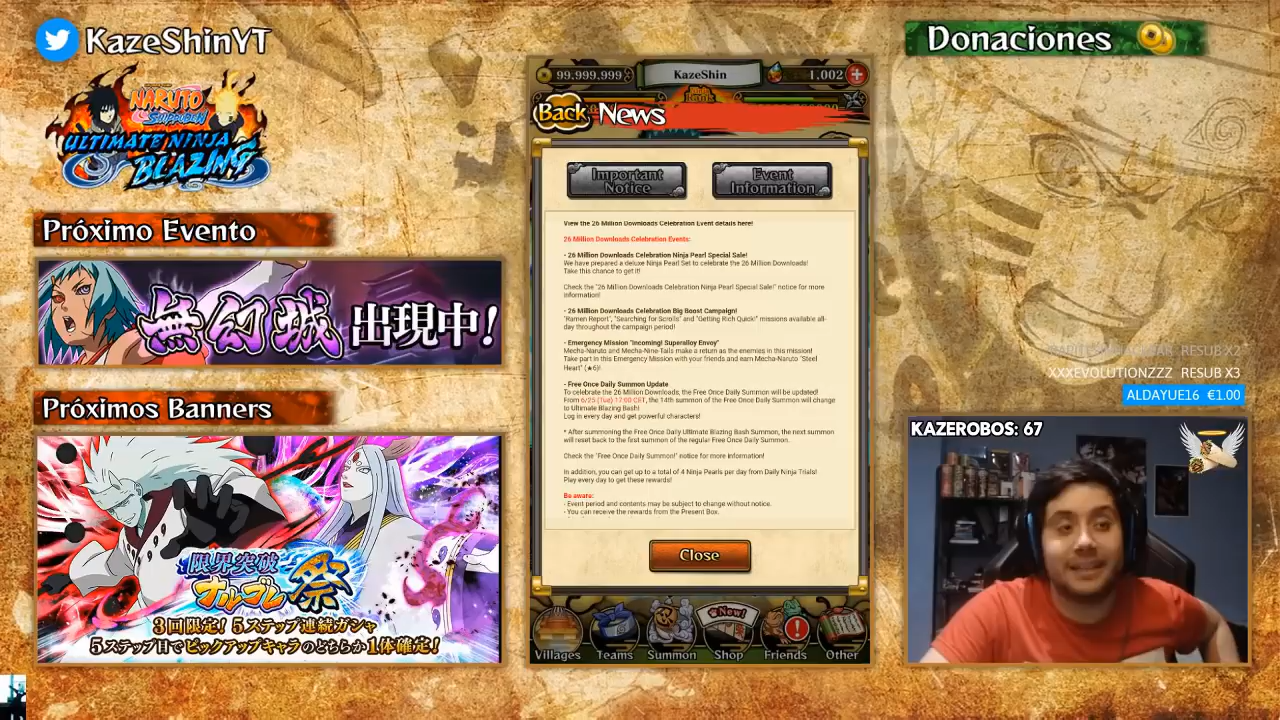 KazeShinYT
NARUTO
SHIPPUDEN
ULTIMATE NINJA
BLAZING
Próximo Evento
無幻城 出現中!
Próximos Banners
限界突破
ナルコレ祭
3回限定! 5ステップ連続ガシャ
5ステップ目でピックアップキャラのどちらか1体確定!
99,999,999
KazeShin
1,002
Rank
Back News
Important
Notice
Event
Information
View the 26 Million Downloads Celebration Event details here!
26 Million Downloads Celebration Events:
- 26 Million Downloads Celebration Ninja Pearl Special Sale!
We have prepared a deluxe Ninja Pearl Set to celebrate the 26 Million Downloads!
Take this chance to get it!
Check the "26 Million Downloads Celebration Ninja Pearl Special Sale!" notice for more
information!
- 26 Million Downloads Celebration Big Boost Campaign!
"Ramen Report", "Searching for Scrolls" and "Getting Rich Quick!" missions available all-
day throughout the campaign period!
- Emergency Mission "Incoming! Superalloy Envoy"
Mecha-Naruto and Mecha-Nine-Tails make a return as the enemies in this mission!
Take part in this Emergency Mission with your friends and earn Mecha-Naruto "Steel
Heart" (★6)!
- Free Once Daily Summon Update
To celebrate the 26 Million Downloads, the Free Once Daily Summon will be updated!
From 6/25 (Tue) 17:00 CET, the 14th summon of the Free Once Daily Summon will change
to Ultimate Blazing Bash!
Log in every day and get powerful characters!
* After summoning the Free Once Daily Ultimate Blazing Bash Summon, the next summon
will reset back to the first summon of the regular Free Once Daily Summon.
Check the "Free Once Daily Summon!" notice for more information!
In addition, you can get up to a total of 4 Ninja Pearls per day from Daily Ninja Trials!
Play every day to get these rewards!
Be aware:
- Event period and contents may be subject to change without notice.
- You can receive the rewards from the Present Box.
Close
New!
Villages Teams Summon Shop Friends Other
Donaciones
RESUB X2
XXXEVOLUTIONZZZ RESUB X3
ALDAYUE16 €1.00
KAZEROBOS: 67